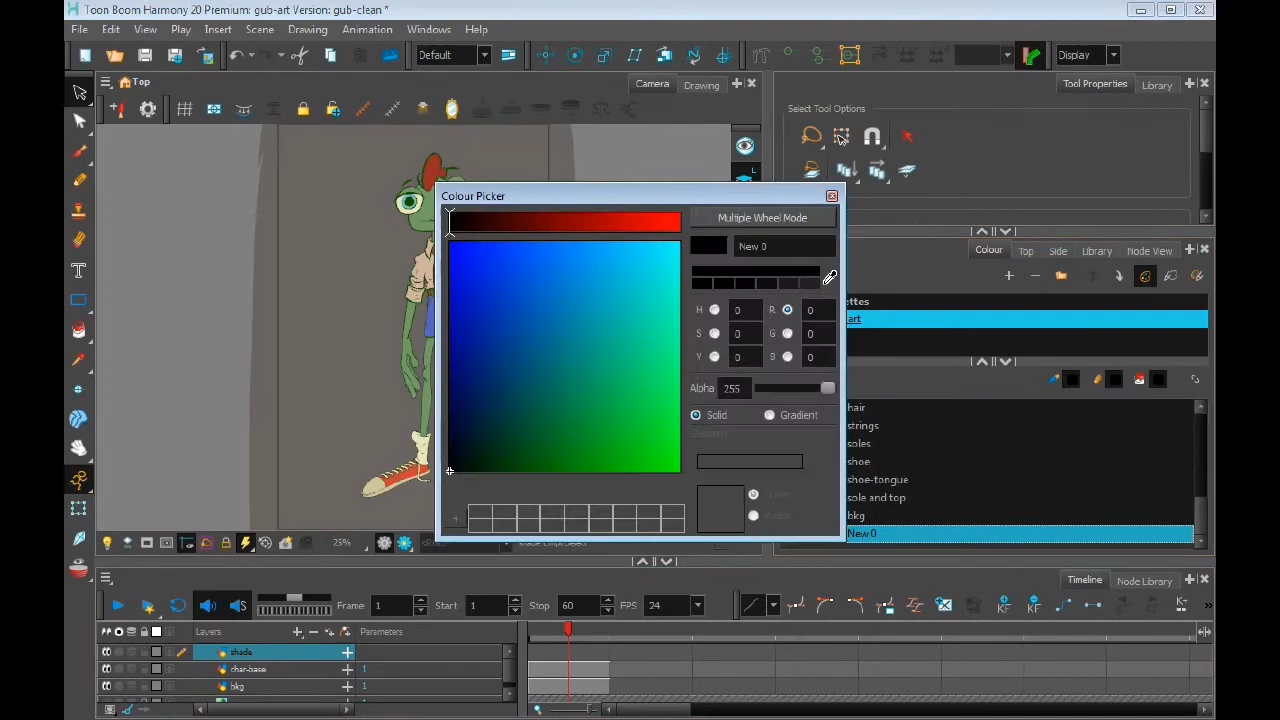 Toon Boom Harmony 20 Premium: gub-art Version: gub-clean *
File Edit View Play Insert Scene Drawing Animation Windows Help
Default
Display
Top
Camera Drawing
Tool Properties Library
Select Tool Options
Colour Picker
Multiple Wheel Mode
New 0
H 0 R 0
S 0 G 0
V 0 B 0
Alpha 255
Solid Gradient
Colour Top Side Library Node View
ettes
art
hair
strings
soles
shoe
shoe-tongue
sole and top
bkg
New 0
25%
Timeline Node Library
Frame 1 Start 1 Stop 60 FPS 24
KF KF K
Layers Parameters
shade
char-base 1
bkg 1